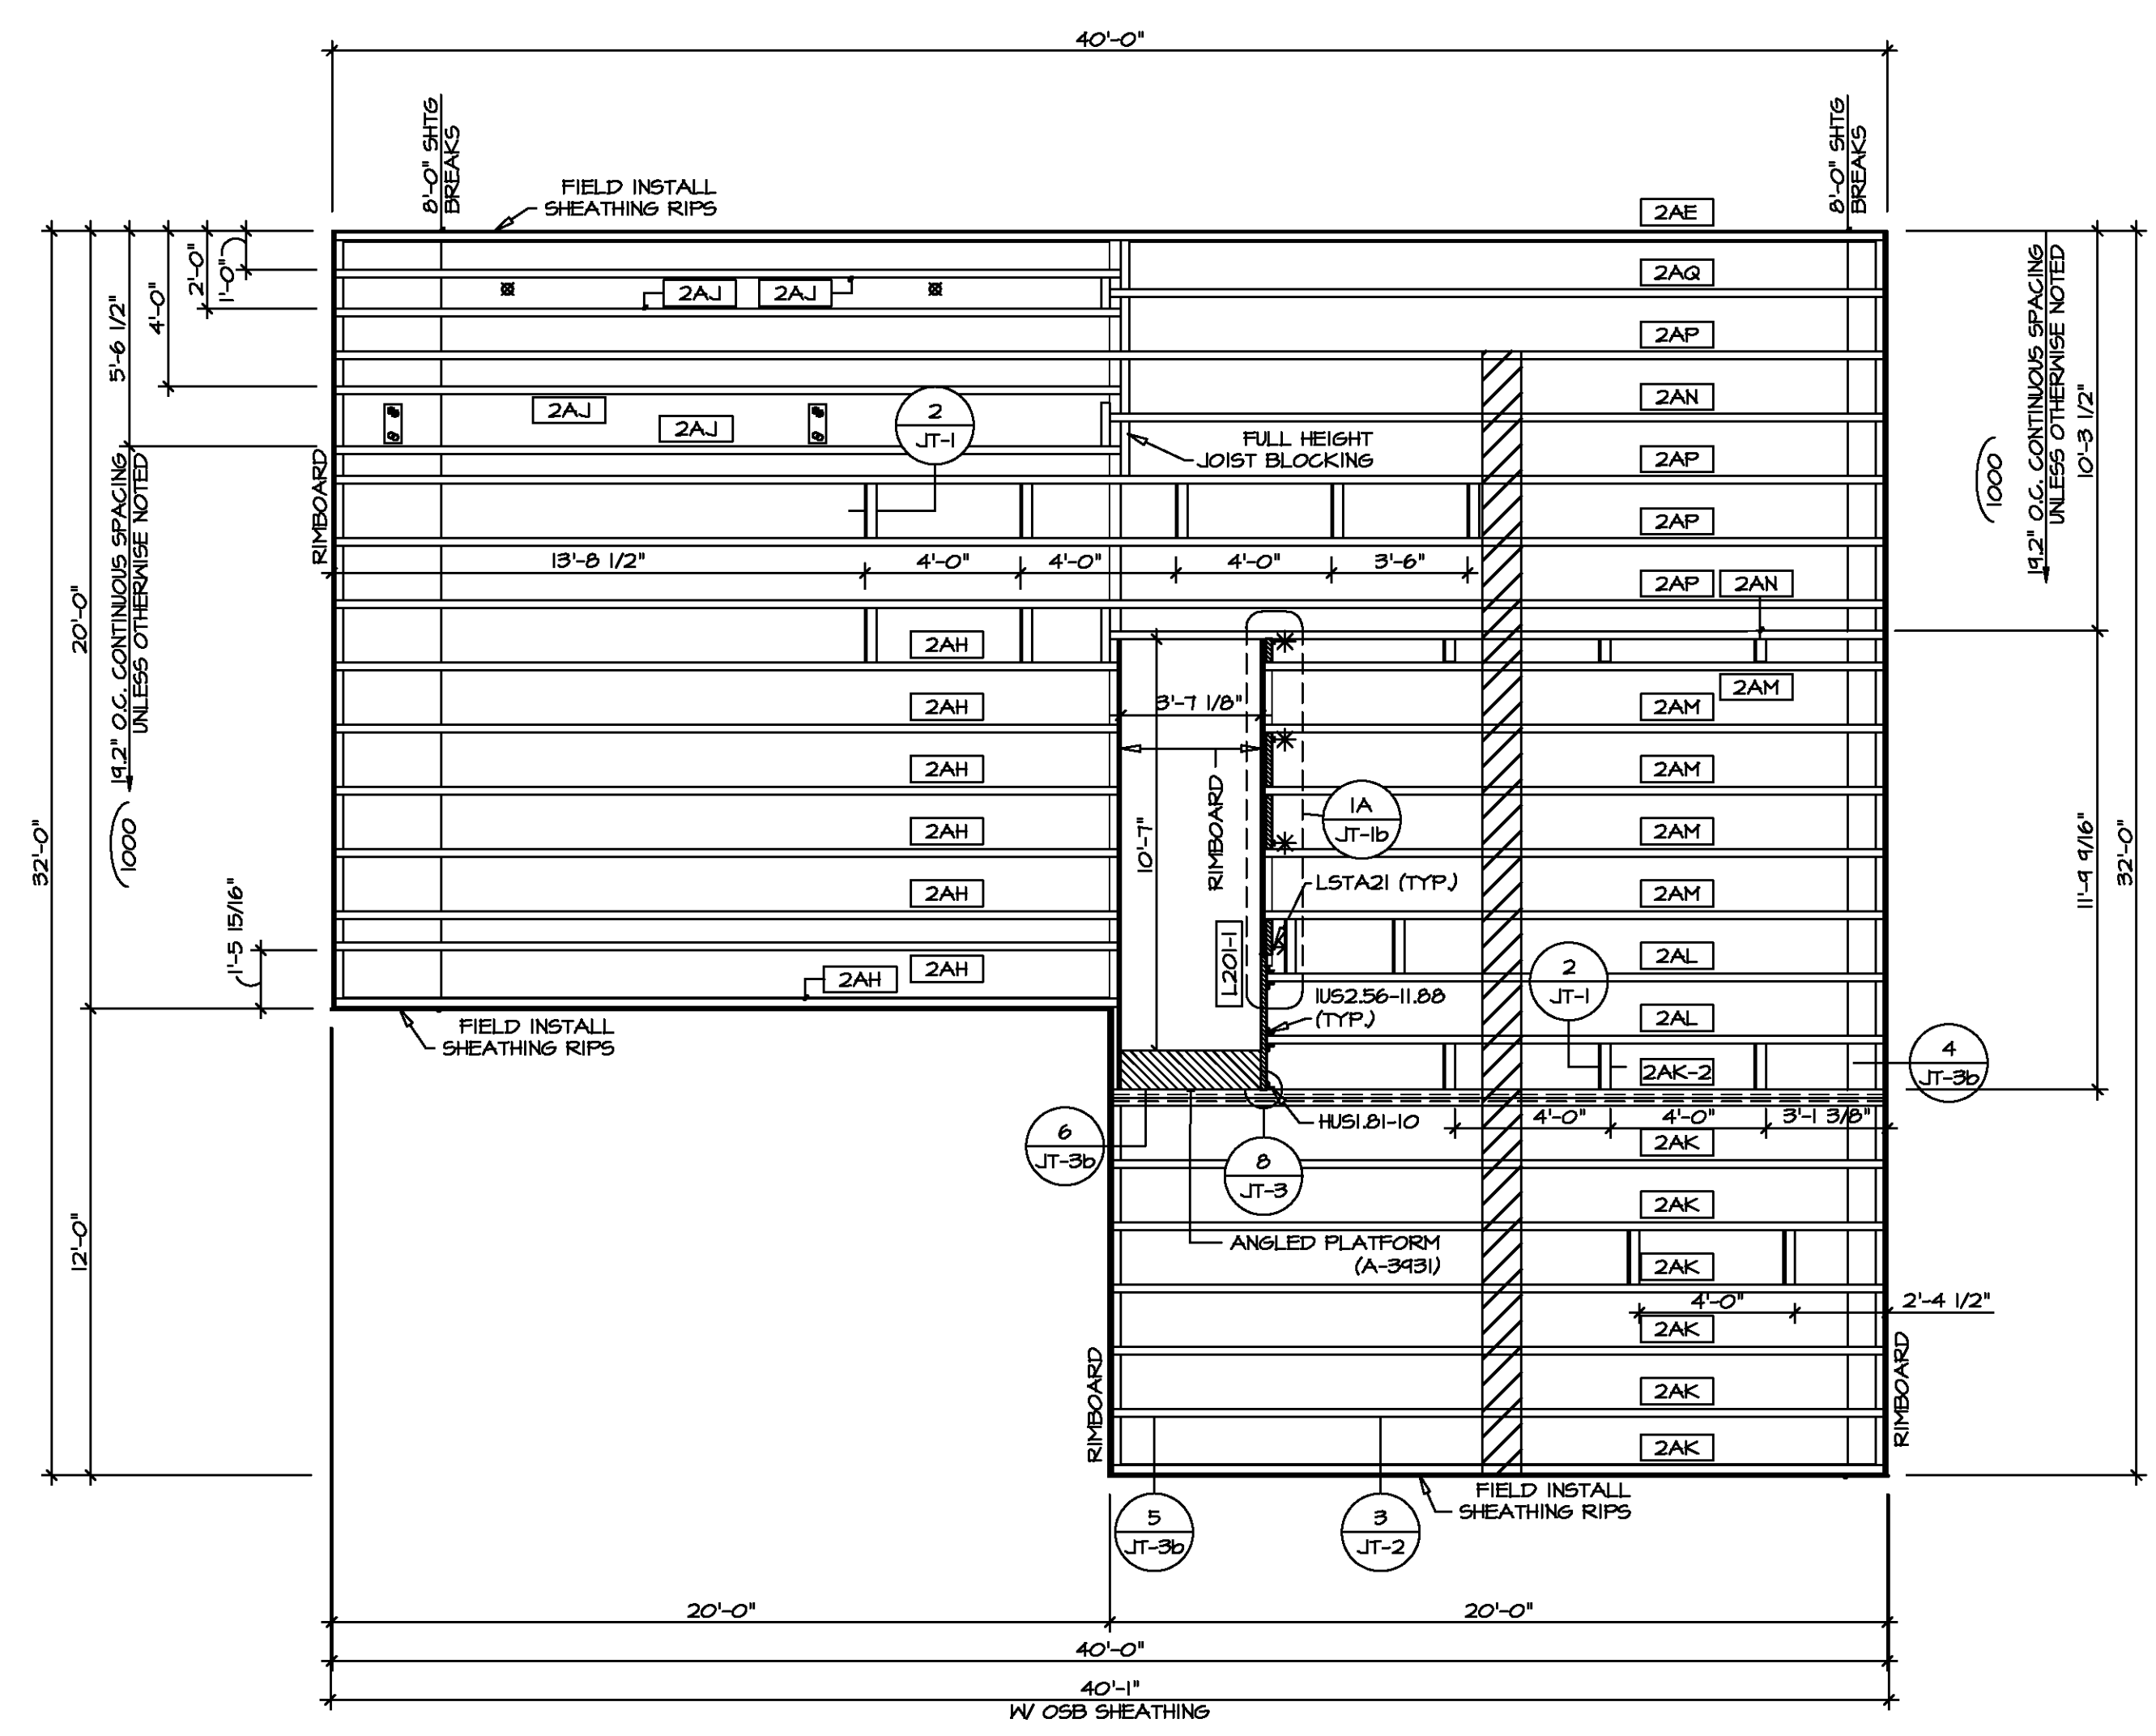 40'-0"
8'-0" SHTG
BREAKS
8'-0" SHTG
BREAKS
FIELD INSTALL
SHEATHING RIPS
2AE
2AQ
2AP
2AN
2AP
2AP
2AP
2AN
2AM
2AM
2AM
2AM
2AM
2AL
2AL
2AK-2
2AK
2AK
2AK
2AK
2AK
2AK
1'-0"
2'-0"
4'-0"
5'-6 1/2"
19.2" O.C. CONTINUOUS SPACING
UNLESS OTHERWISE NOTED
(1000
20'-0"
32'-0"
12'-0"
1'-5 15/16"
RIMBOARD
2AJ
2AJ
2AJ
2AJ
8
8
2
JT-1
FULL HEIGHT
JOIST BLOCKING
13'-8 1/2"
4'-0"
4'-0"
4'-0"
3'-6"
2AH
2AH
2AH
2AH
2AH
2AH
2AH
3'-7 1/8"
10'-7"
RIMBOARD
1A
JT-1b
LSTA21 (TYP.)
L201-1
IUS2.56-11.88
(TYP.)
2
JT-1
4
JT-3b
HUS1.81-10
4'-0"
4'-0"
3'-1 3/8"
6
JT-3b
8
JT-3
ANGLED PLATFORM
(A-3931)
4'-0"
2'-4 1/2"
RIMBOARD
RIMBOARD
FIELD INSTALL
SHEATHING RIPS
FIELD INSTALL
SHEATHING RIPS
5
JT-3b
3
JT-2
19.2" O.C. CONTINUOUS SPACING
UNLESS OTHERWISE NOTED
(1000
10'-3 1/2"
11'-9 9/16"
32'-0"
20'-0"
20'-0"
40'-0"
40'-1"
W/ OSB SHEATHING